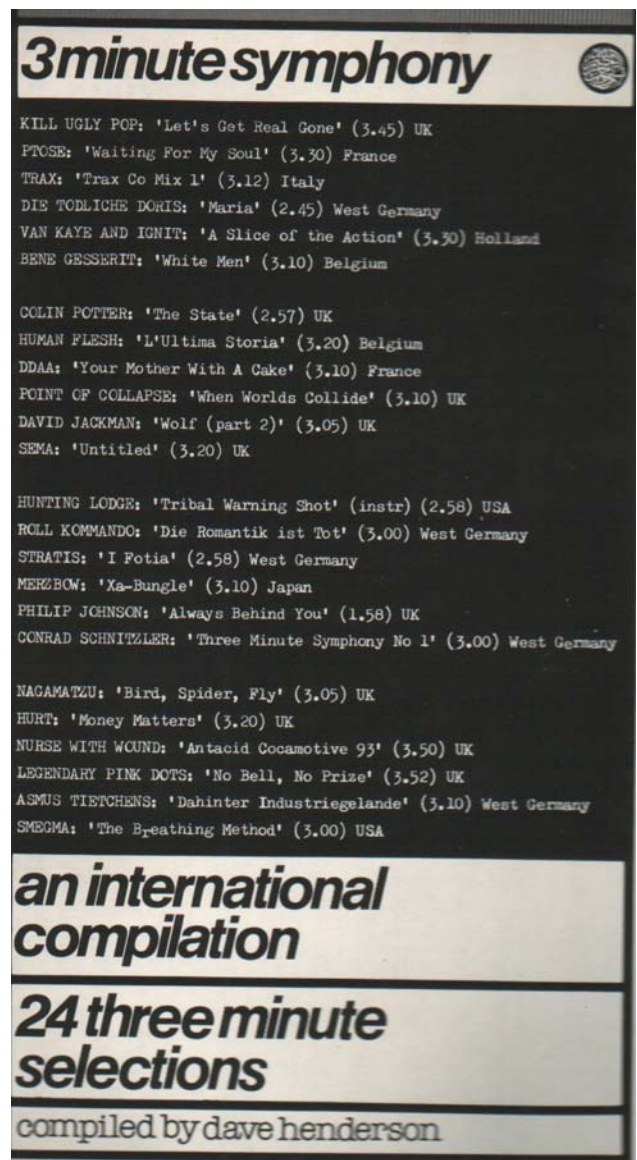 3 minute symphony
KILL UGLY POP: 'Let's Get Real Gone' (3.45) UK
PTOSE: 'Waiting For My Soul' (3.30) France
TRAX: 'Trax Co Mix 1' (3.12) Italy
DIE TODLICHE DORIS: 'Maria' (2.45) West Germany
VAN KAYE AND IGNIT: 'A Slice of the Action' (3.30) Holland
BENE GESSERIT: 'White Men' (3.10) Belgium
COLIN POTTER: 'The State' (2.57) UK
HUMAN FLESH: 'L'Ultima Storia' (3.20) Belgium
DDAA: 'Your Mother With A Cake' (3.10) France
POINT OF COLLAPSE: 'When Worlds Collide' (3.10) UK
DAVID JACKMAN: 'Wolf (part 2)' (3.05) UK
SEMA: 'Untitled' (3.20) UK
HUNTING LODGE: 'Tribal Warning Shot' (instr) (2.58) USA
ROLL KOMMANDO: 'Die Romantik ist Tot' (3.00) West Germany
STRATIS: 'I Fotia' (2.58) West Germany
MERZBOW: 'Xa-Bungle' (3.10) Japan
PHILIP JOHNSON: 'Always Behind You' (1.58) UK
CONRAD SCHNITZLER: 'Three Minute Symphony No 1' (3.00) West Germany
NAGAMATZU: 'Bird, Spider, Fly' (3.05) UK
HURT: 'Money Matters' (3.20) UK
NURSE WITH WOUND: 'Antacid Cocamotive 93' (3.50) UK
LEGENDARY PINK DOTS: 'No Bell, No Prize' (3.52) UK
ASMUS TIETCHENS: 'Dahinter Industriegelande' (3.10) West Germany
SMEGMA: 'The Breathing Method' (3.00) USA
an international
compilation
24 three minute
selections
compiled by dave henderson